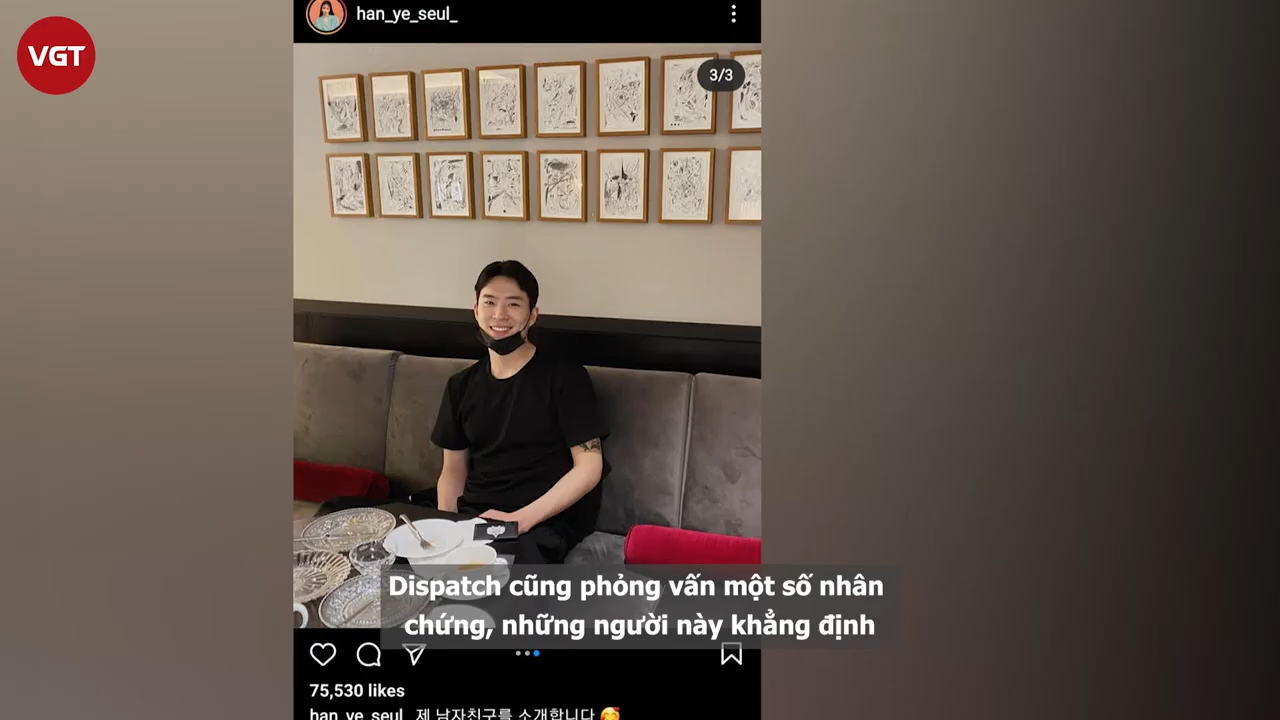 han_ye_seul_
VGT
3/3
Dispatch cũng phỏng vấn một số nhân
chứng, những người này khẳng định
75,530 likes
han_ye_seul_ 제 남자친구를 소개합니다 🥰